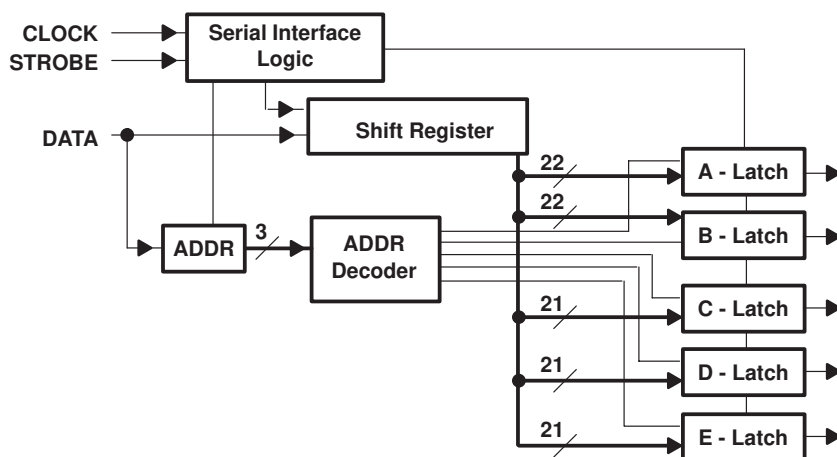 CLOCK
STROBE
Serial Interface
Logic
DATA
Shift Register
22
A - Latch
22
B - Latch
ADDR
3
ADDR
Decoder
21
C - Latch
21
D - Latch
21
E - Latch